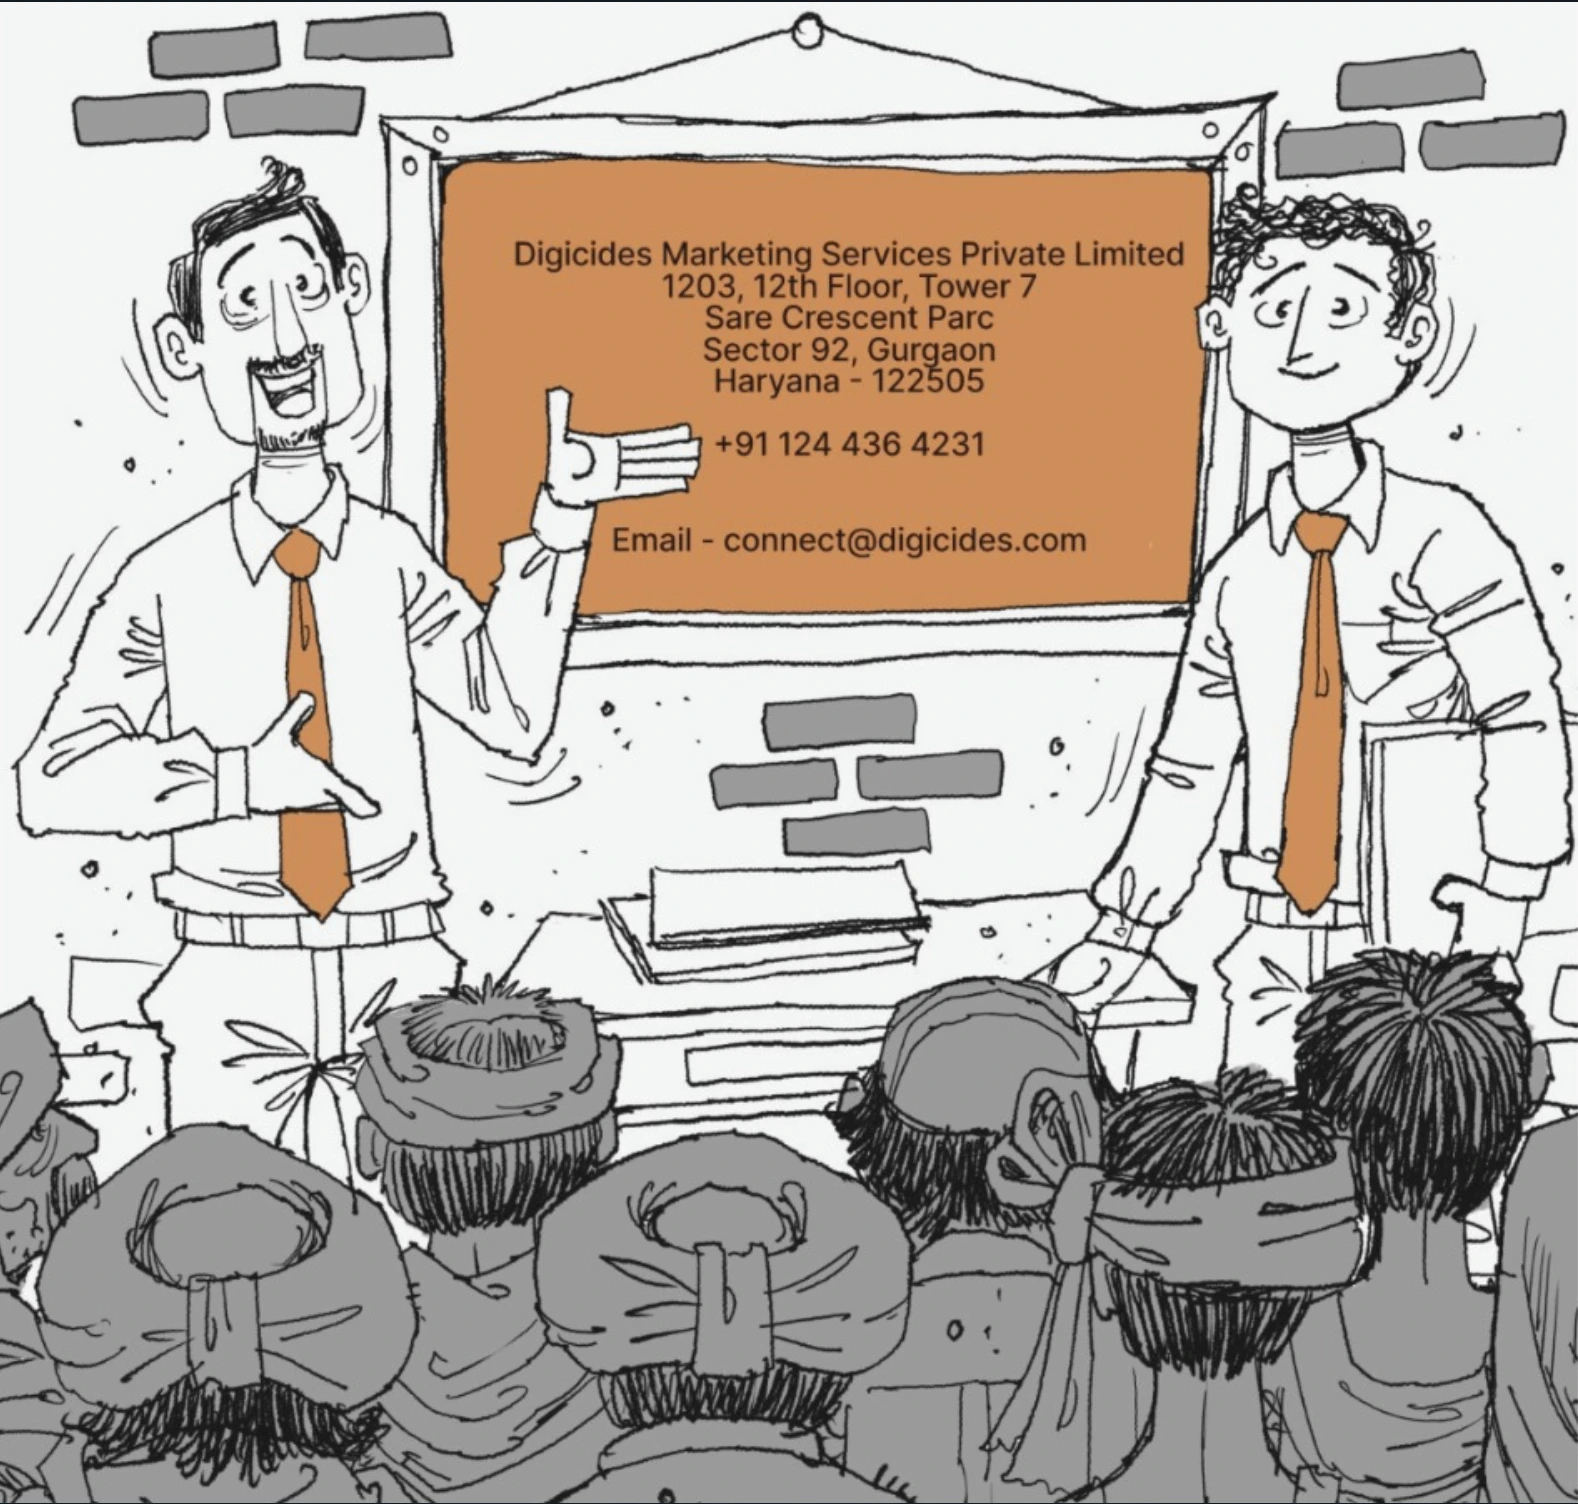 Digicides Marketing Services Private Limited
1203, 12th Floor, Tower 7
Sare Crescent Parc
Sector 92, Gurgaon
Haryana - 122505
+91 124 436 4231
Email - connect@digicides.com